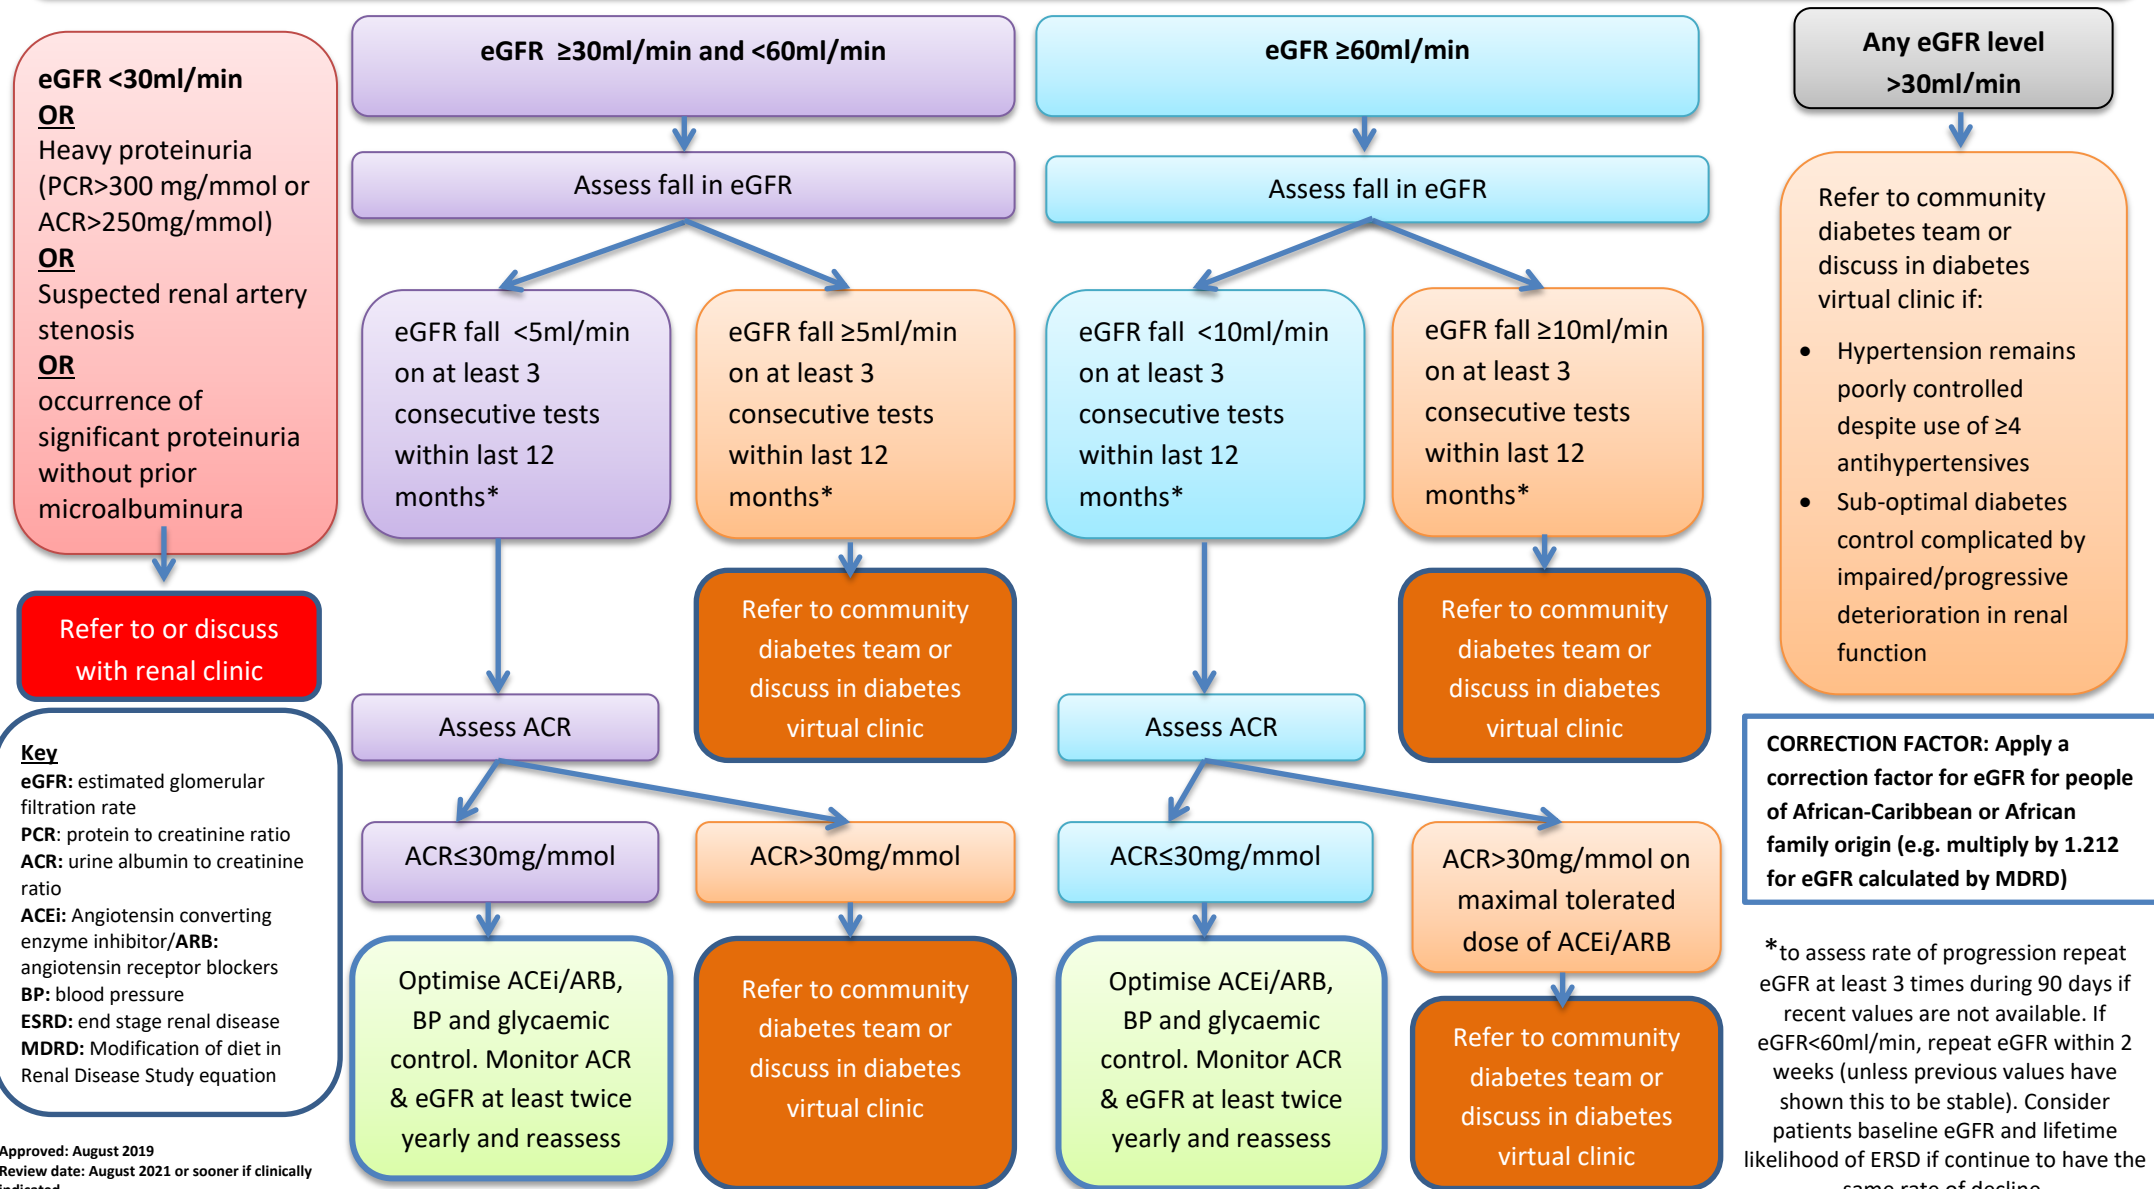 eGFR <30ml/min
OR
Heavy proteinuria
(PCR>300 mg/mmol or
ACR>250mg/mmol)
OR
Suspected renal artery
stenosis
OR
occurrence of
significant proteinuria
without prior
microalbuminura
Refer to or discuss
with renal clinic
Key
eGFR: estimated glomerular
filtration rate
PCR: protein to creatinine ratio
ACR: urine albumin to creatinine
ratio
ACEi: Angiotensin converting
enzyme inhibitor/ARB:
angiotensin receptor blockers
BP: blood pressure
ESRD: end stage renal disease
MDRD: Modification of diet in
Renal Disease Study equation
Approved: August 2019
Review date: August 2021 or sooner if clinically
indicated
eGFR ≥30ml/min and <60ml/min
Assess fall in eGFR
eGFR fall <5ml/min
on at least 3
consecutive tests
within last 12
months*
eGFR fall ≥5ml/min
on at least 3
consecutive tests
within last 12
months*
Refer to community
diabetes team or
discuss in diabetes
virtual clinic
Assess ACR
ACR≤30mg/mmol
ACR>30mg/mmol
Optimise ACEi/ARB,
BP and glycaemic
control. Monitor ACR
& eGFR at least twice
yearly and reassess
Refer to community
diabetes team or
discuss in diabetes
virtual clinic
eGFR ≥60ml/min
Assess fall in eGFR
eGFR fall <10ml/min
on at least 3
consecutive tests
within last 12
months*
eGFR fall ≥10ml/min
on at least 3
consecutive tests
within last 12
months*
Refer to community
diabetes team or
discuss in diabetes
virtual clinic
Assess ACR
ACR≤30mg/mmol
ACR>30mg/mmol on
maximal tolerated
dose of ACEi/ARB
Optimise ACEi/ARB,
BP and glycaemic
control. Monitor ACR
& eGFR at least twice
yearly and reassess
Refer to community
diabetes team or
discuss in diabetes
virtual clinic
Any eGFR level
>30ml/min
Refer to community
diabetes team or
discuss in diabetes
virtual clinic if:
• Hypertension remains
poorly controlled
despite use of ≥4
antihypertensives
• Sub-optimal diabetes
control complicated by
impaired/progressive
deterioration in renal
function
CORRECTION FACTOR: Apply a
correction factor for eGFR for people
of African-Caribbean or African
family origin (e.g. multiply by 1.212
for eGFR calculated by MDRD)
*to assess rate of progression repeat
eGFR at least 3 times during 90 days if
recent values are not available. If
eGFR<60ml/min, repeat eGFR within 2
weeks (unless previous values have
shown this to be stable). Consider
patients baseline eGFR and lifetime
likelihood of ERSD if continue to have the
same rate of decline